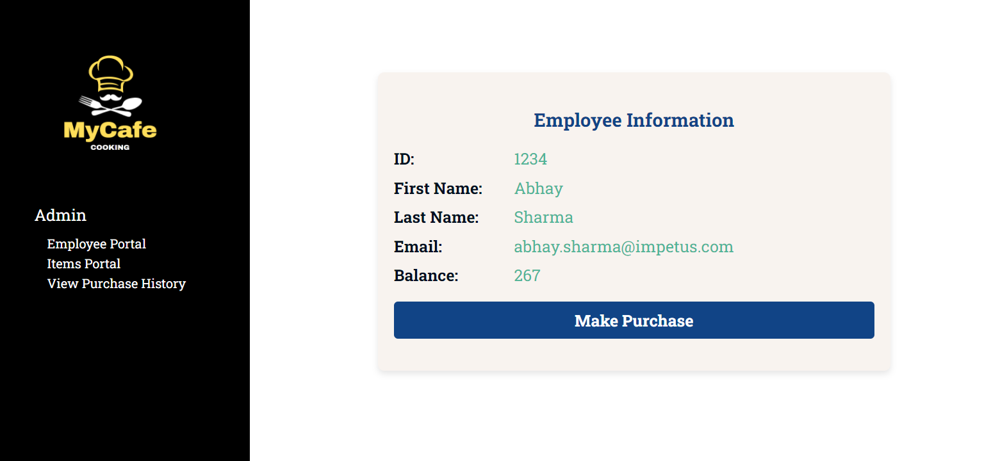 MyCafe
COOKING
Admin
Employee Portal
Items Portal
View Purchase History
Employee Information
ID: 1234
First Name: Abhay
Last Name: Sharma
Email: abhay.sharma@impetus.com
Balance: 267
Make Purchase